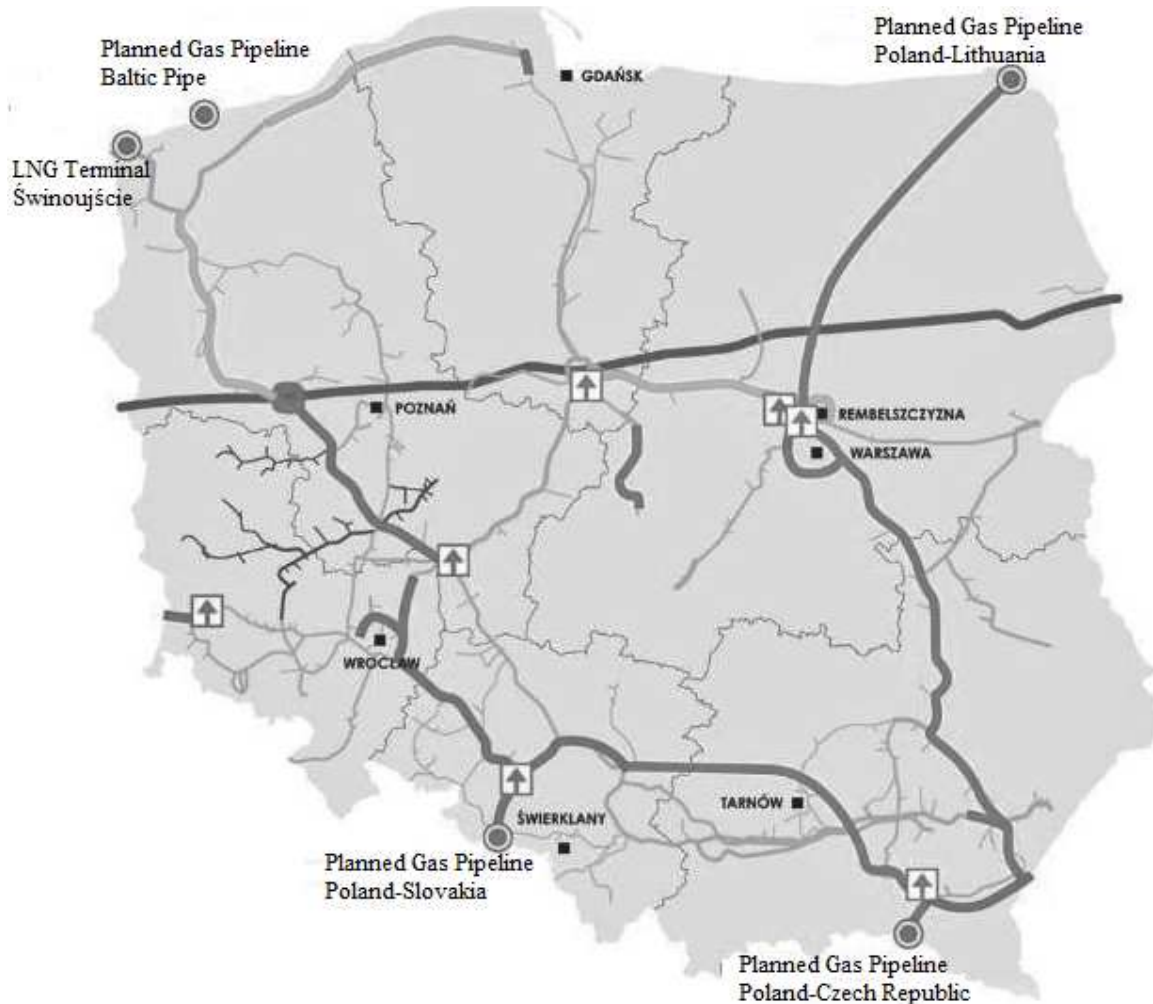 Planned Gas Pipeline
Baltic Pipe
Planned Gas Pipeline
Poland-Lithuania
GDAŃSK
LNG Terminal
Świnoujście
POZNAŃ
REMBELSZCZYZNA
WARSZAWA
WROCŁAW
TARNÓW
ŚWIERKLANY
Planned Gas Pipeline
Poland-Slovakia
Planned Gas Pipeline
Poland-Czech Republic